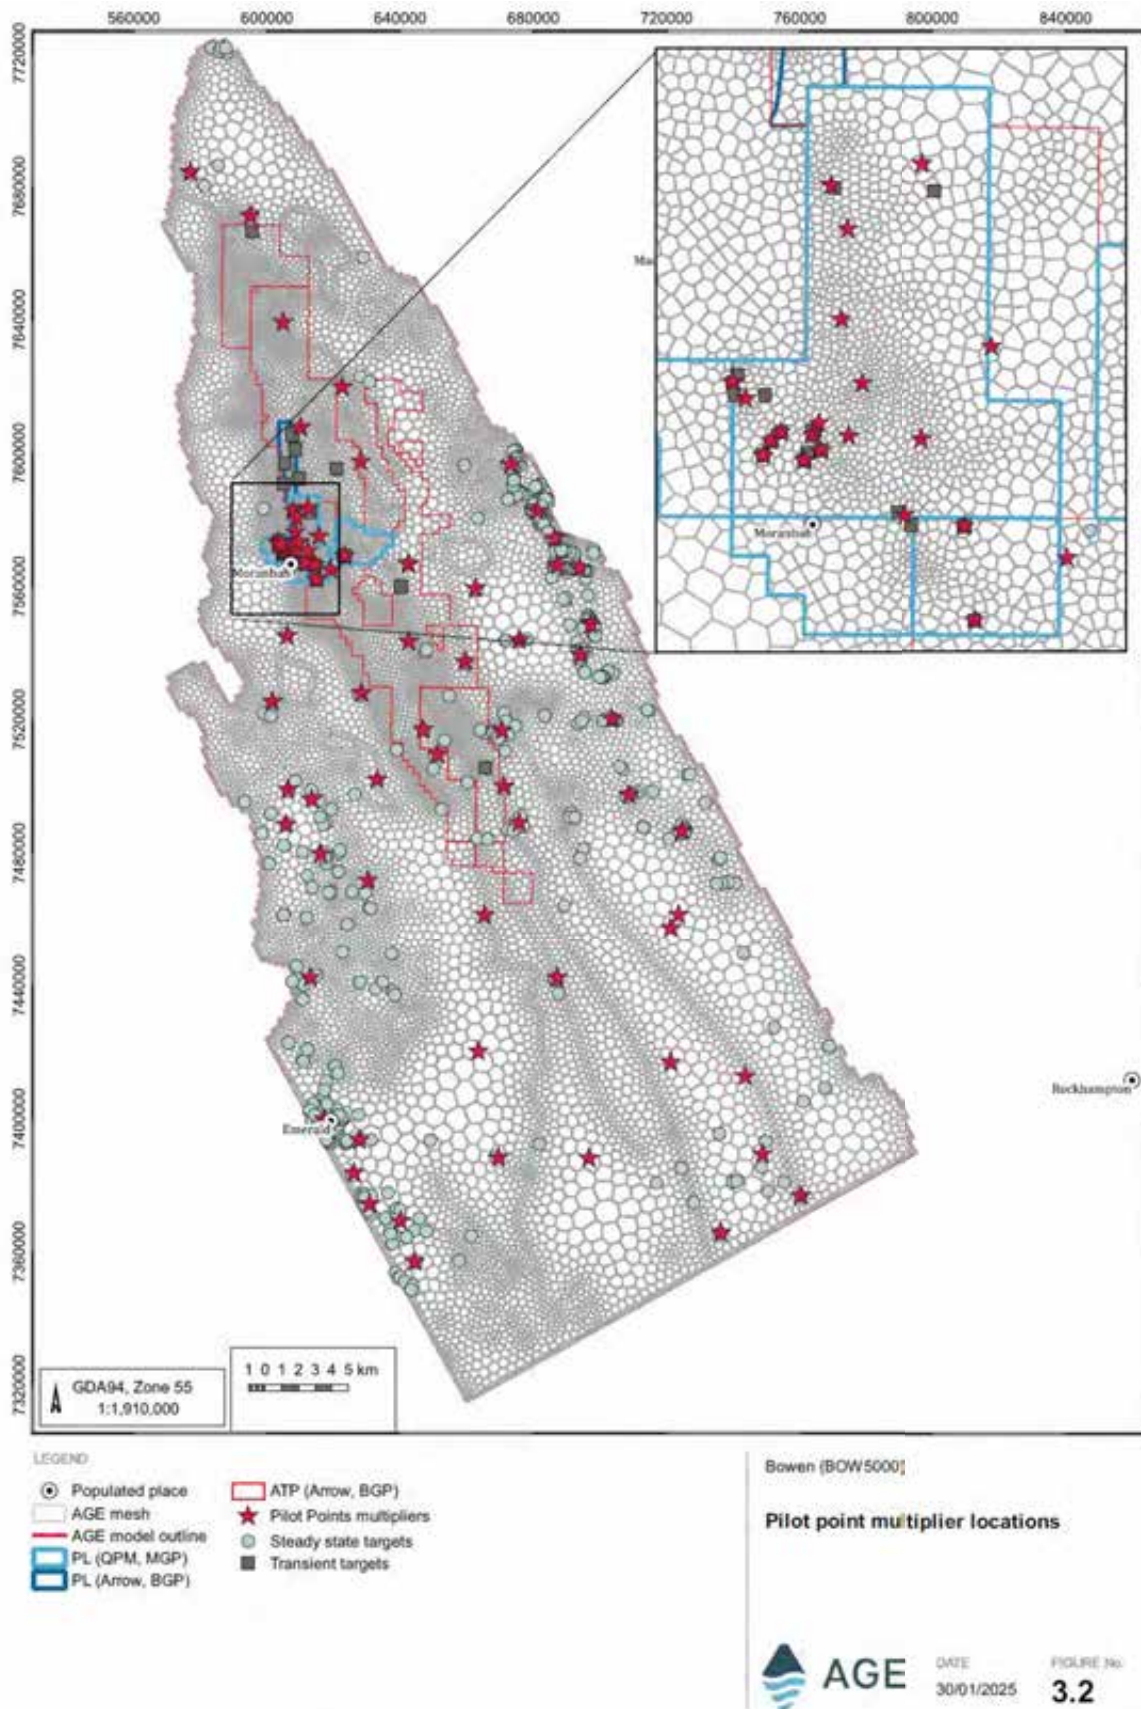 560000 600000 640000 680000 720000 760000 800000 840000
7720000
7680000
7640000
7600000
7560000
7520000
7480000
7440000
7400000
7360000
7320000
Moranbah
Moranbah
Rockhampton
Emerald
GDA94, Zone 55
1:1,910,000
1 0 1 2 3 4 5 km
LEGEND
Populated place
AGE mesh
AGE model outline
PL (QPM, MGP)
PL (Arrow, BGP)
ATP (Arrow, BGP)
Pilot Points multipliers
Steady state targets
Transient targets
Bowen (BOW5000)
Pilot point multiplier locations
AGE
DATE
30/01/2025
FIGURE No.
3.2